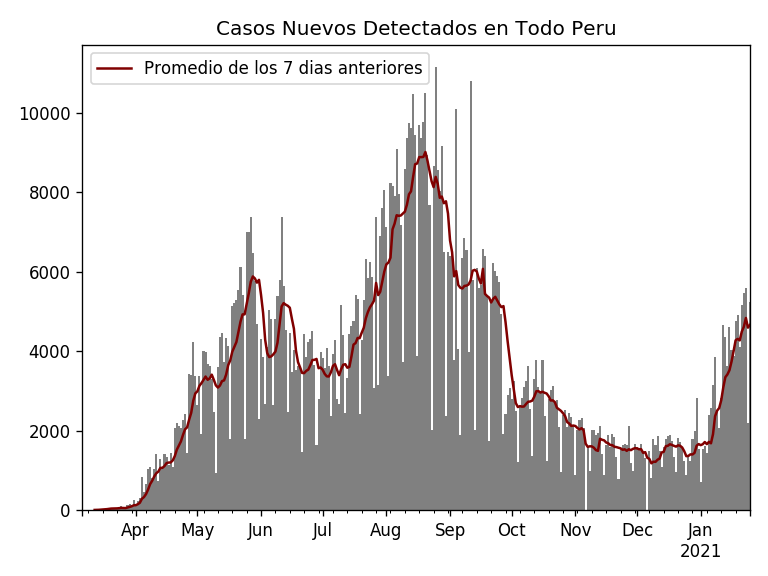 Casos Nuevos Detectados en Todo Peru
Promedio de los 7 dias anteriores
10000
8000
6000
4000
2000
0
Apr May Jun Jul Aug Sep Oct Nov Dec Jan
2021